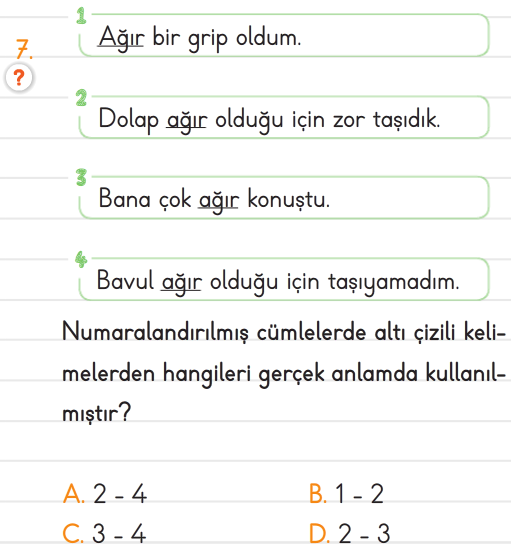 1
Ağır bir grip oldum.
7.
?
2
Dolap ağır olduğu için zor taşıdık.
3
Bana çok ağır konuştu.
4
Bavul ağır olduğu için taşıyamadım.
Numaralandırılmış cümlelerde altı çizili keli-
melerden hangileri gerçek anlamda kullanıl-
mıştır?
A. 2 - 4 B. 1 - 2
C. 3 - 4 D. 2 - 3